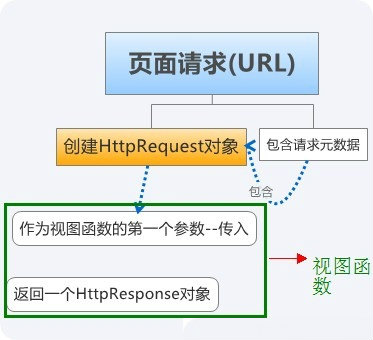 页面请求(URL)
创建HttpRequest对象
包含请求元数据
包含
作为视图函数的第一个参数--传入
视图函
数
返回一个HttpResponse对象